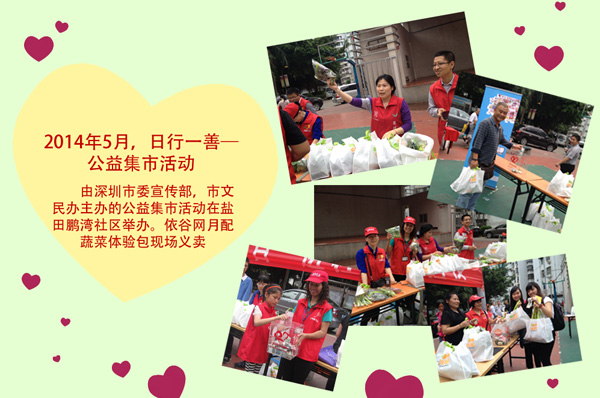 2014年5月，日行一善—
公益集市活动
由深圳市委宣传部，市文
民办主办的公益集市活动在盐
田鹏湾社区举办。依谷网月配
蔬菜体验包现场义卖